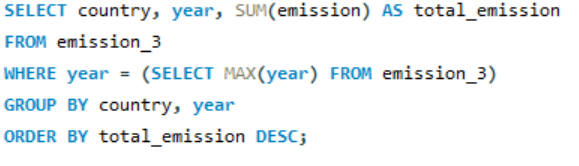 SELECT country, year, SUM(emission) AS total_emission
FROM emission_3
WHERE year = (SELECT MAX(year) FROM emission_3)
GROUP BY country, year
ORDER BY total_emission DESC;